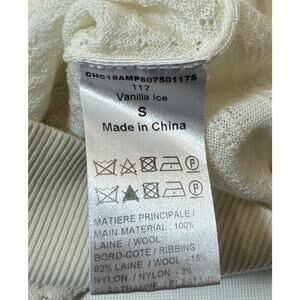 CHC19AMP60750117S
117
Vanilla Ice
S
Made in China
MATIERE PRINCIPALE /
MAIN MATERIAL: 100%
LAINE / WOOL
BORD-COTE / RIBBING
82% LAINE / WOOL - 15%
NYLON / NYLON - 3%